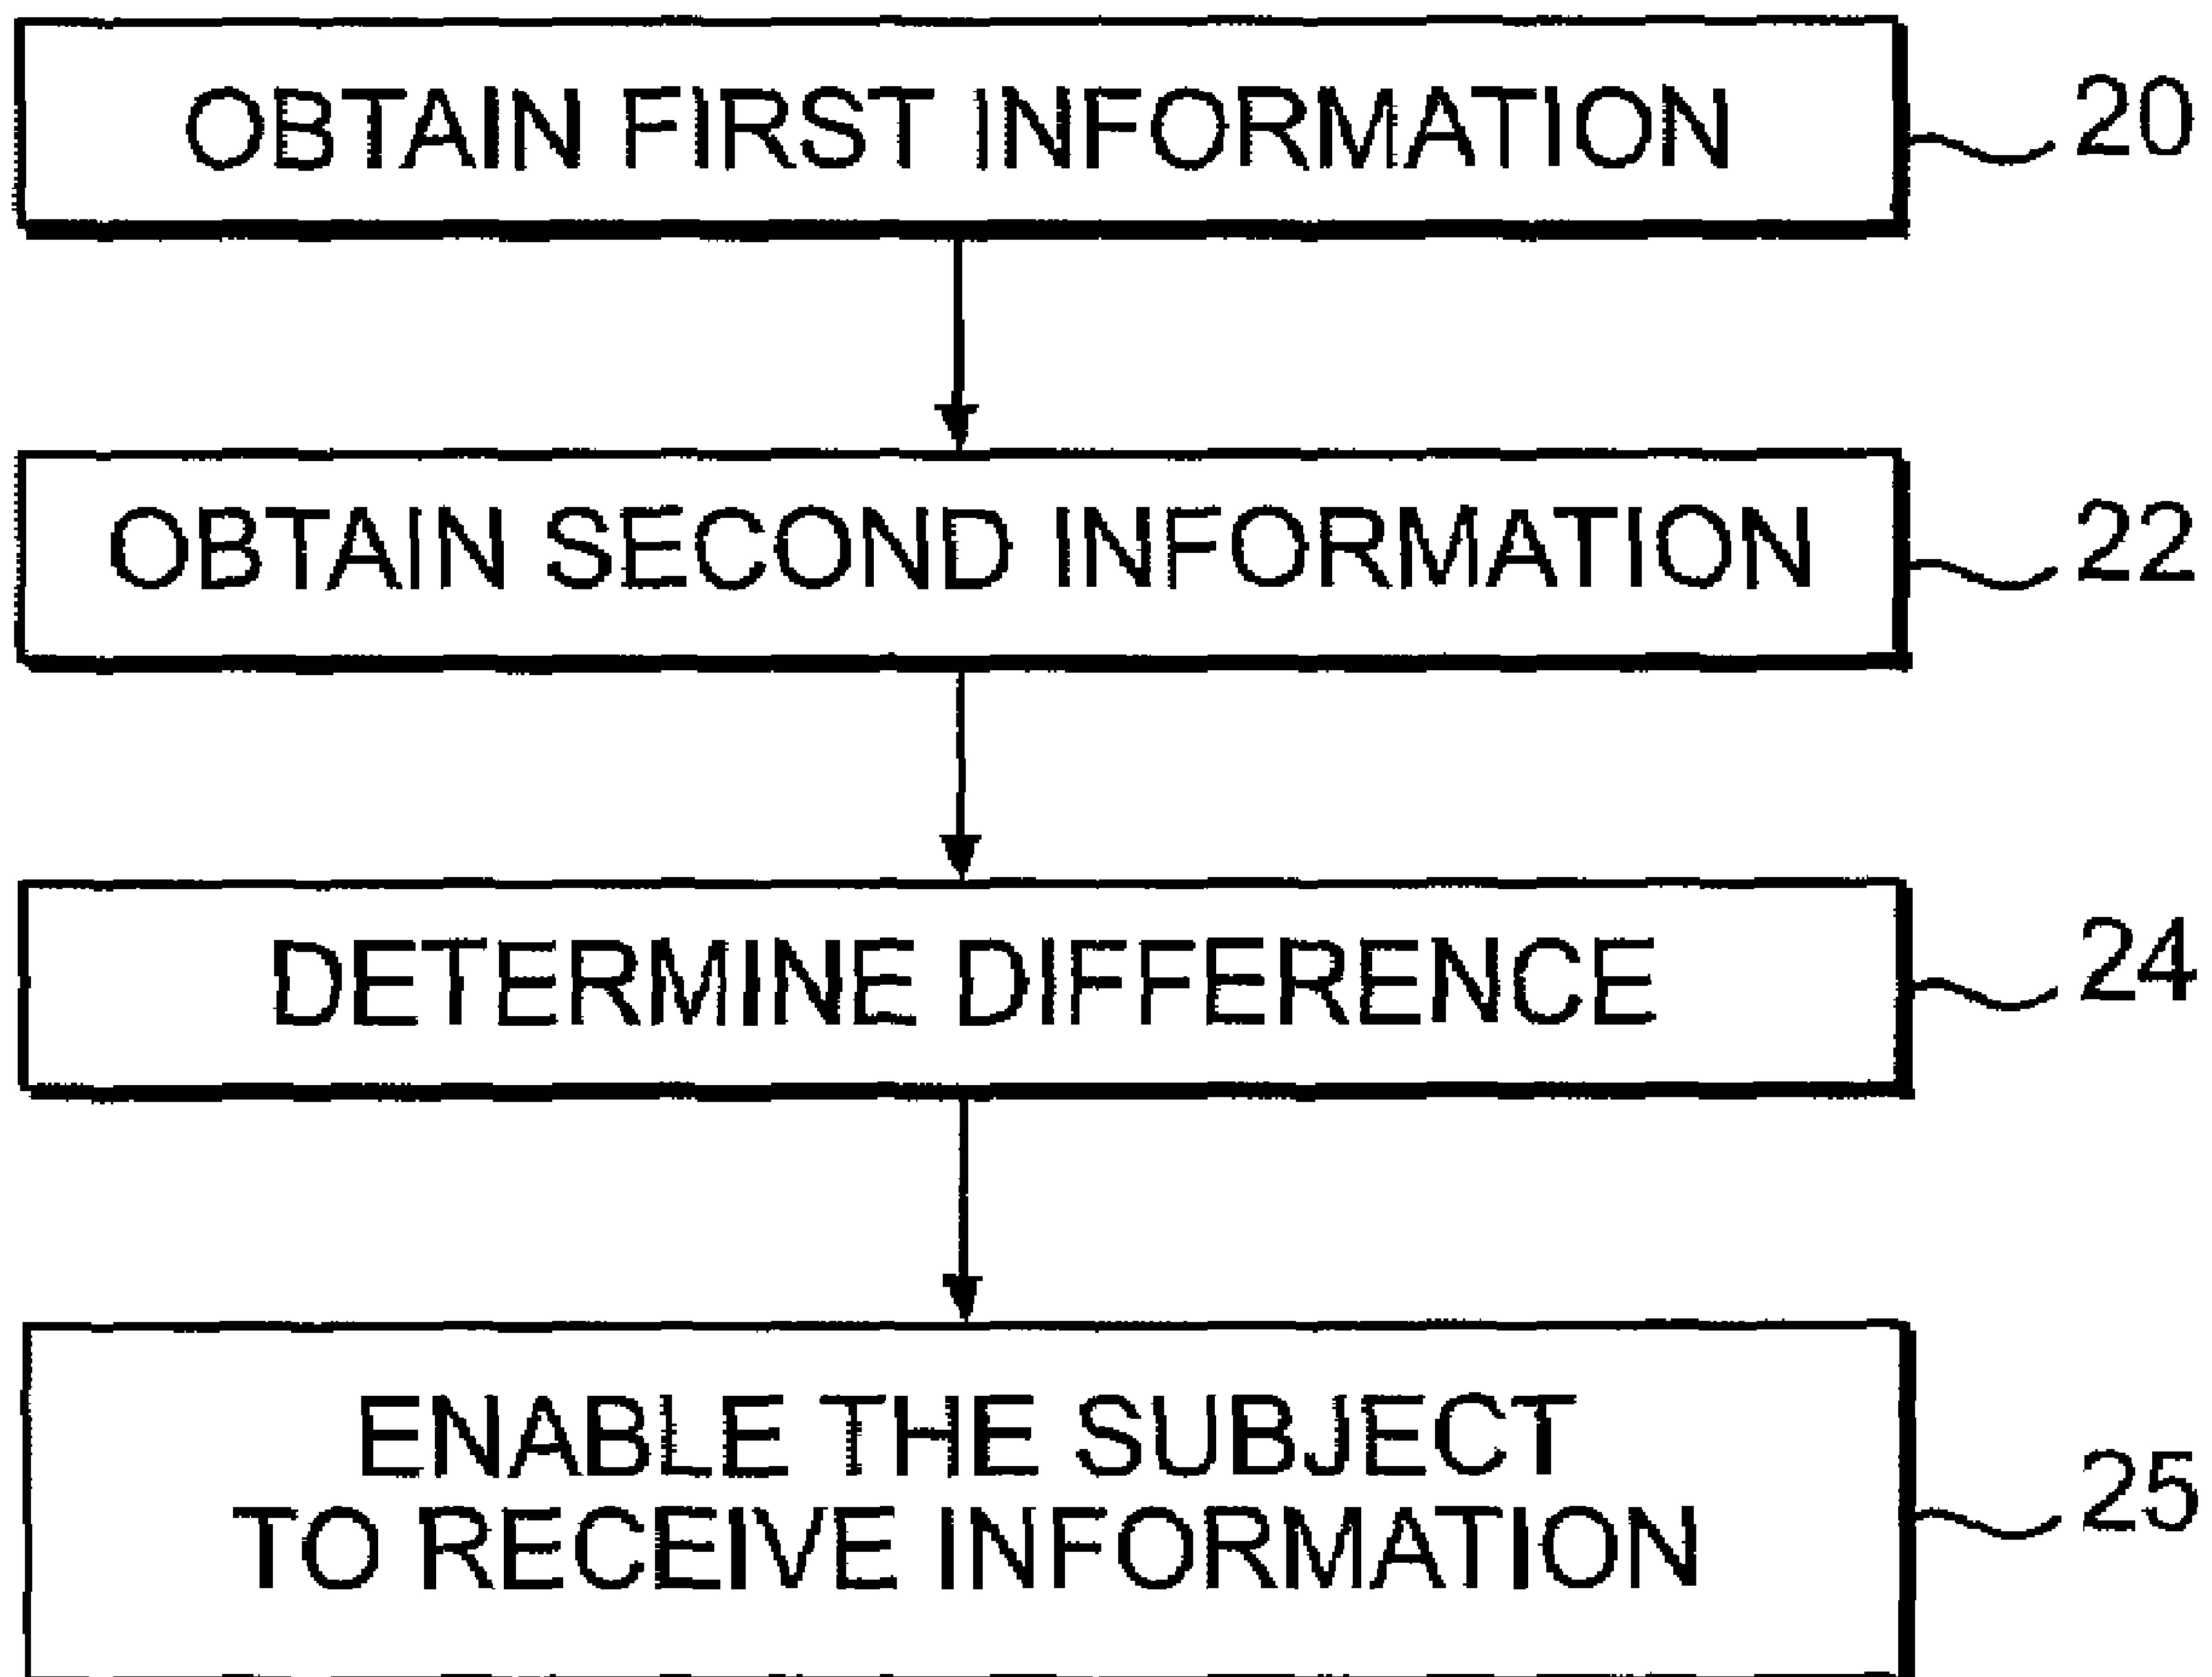 OBTAIN FIRST INFORMATION 20
OBTAIN SECOND INFORMATION 22
DETERMINE DIFFERENCE 24
ENABLE THE SUBJECT
TO RECEIVE INFORMATION 25